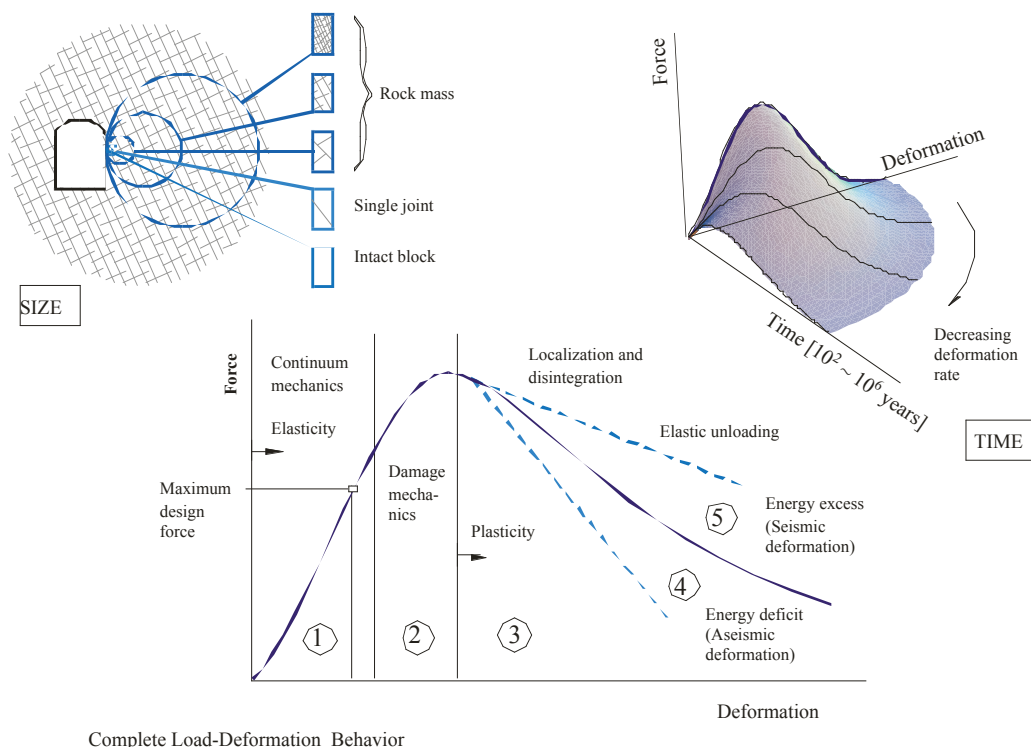 Rock mass
Single joint
Intact block
SIZE
Force
Deformation
Time [10² ~ 10⁶ years]
Decreasing
deformation
rate
TIME
Force
Continuum
mechanics
Elasticity
Maximum
design
force
Damage
mecha-
nics
Plasticity
Localization and
disintegration
Elastic unloading
Energy excess
(Seismic
deformation)
Energy deficit
(Aseismic
deformation)
1
2
3
4
5
Deformation
Complete Load-Deformation Behavior